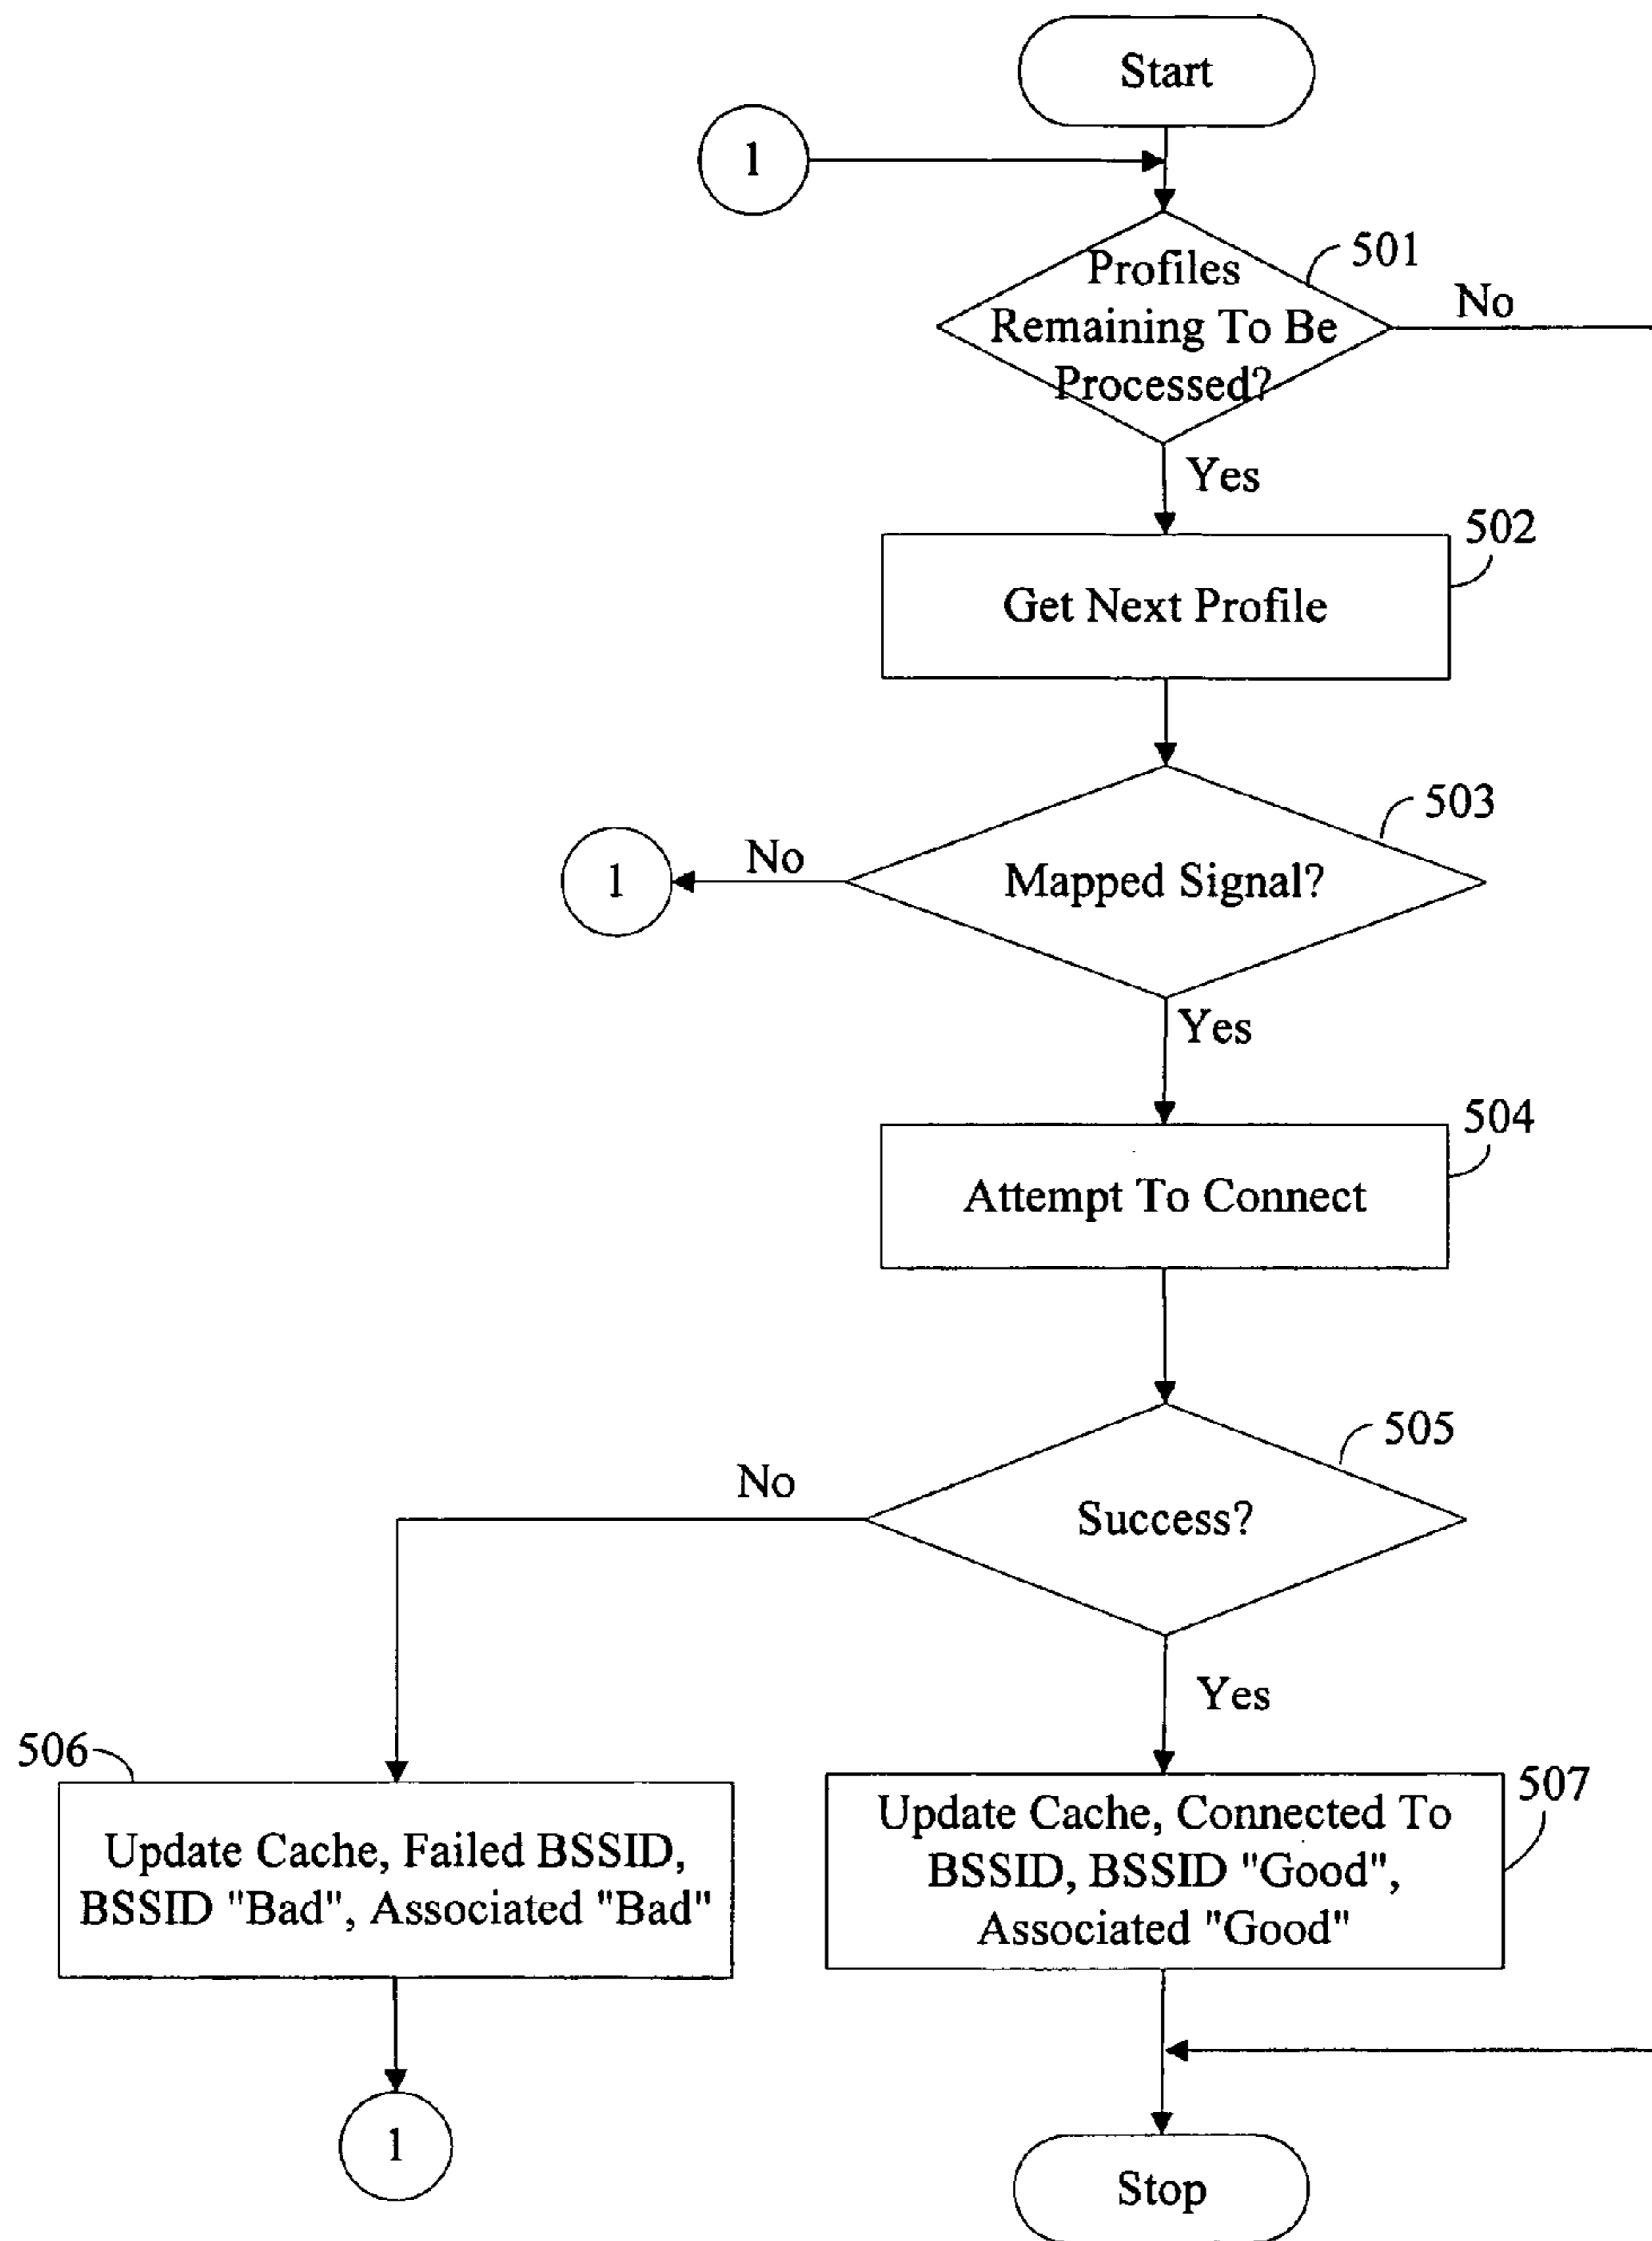 Start
1
501
Profiles
Remaining To Be
Processed?
No
Yes
502
Get Next Profile
503
Mapped Signal?
No
1
Yes
504
Attempt To Connect
505
Success?
No
Yes
506
Update Cache, Failed BSSID,
BSSID "Bad", Associated "Bad"
507
Update Cache, Connected To
BSSID, BSSID "Good",
Associated "Good"
1
Stop